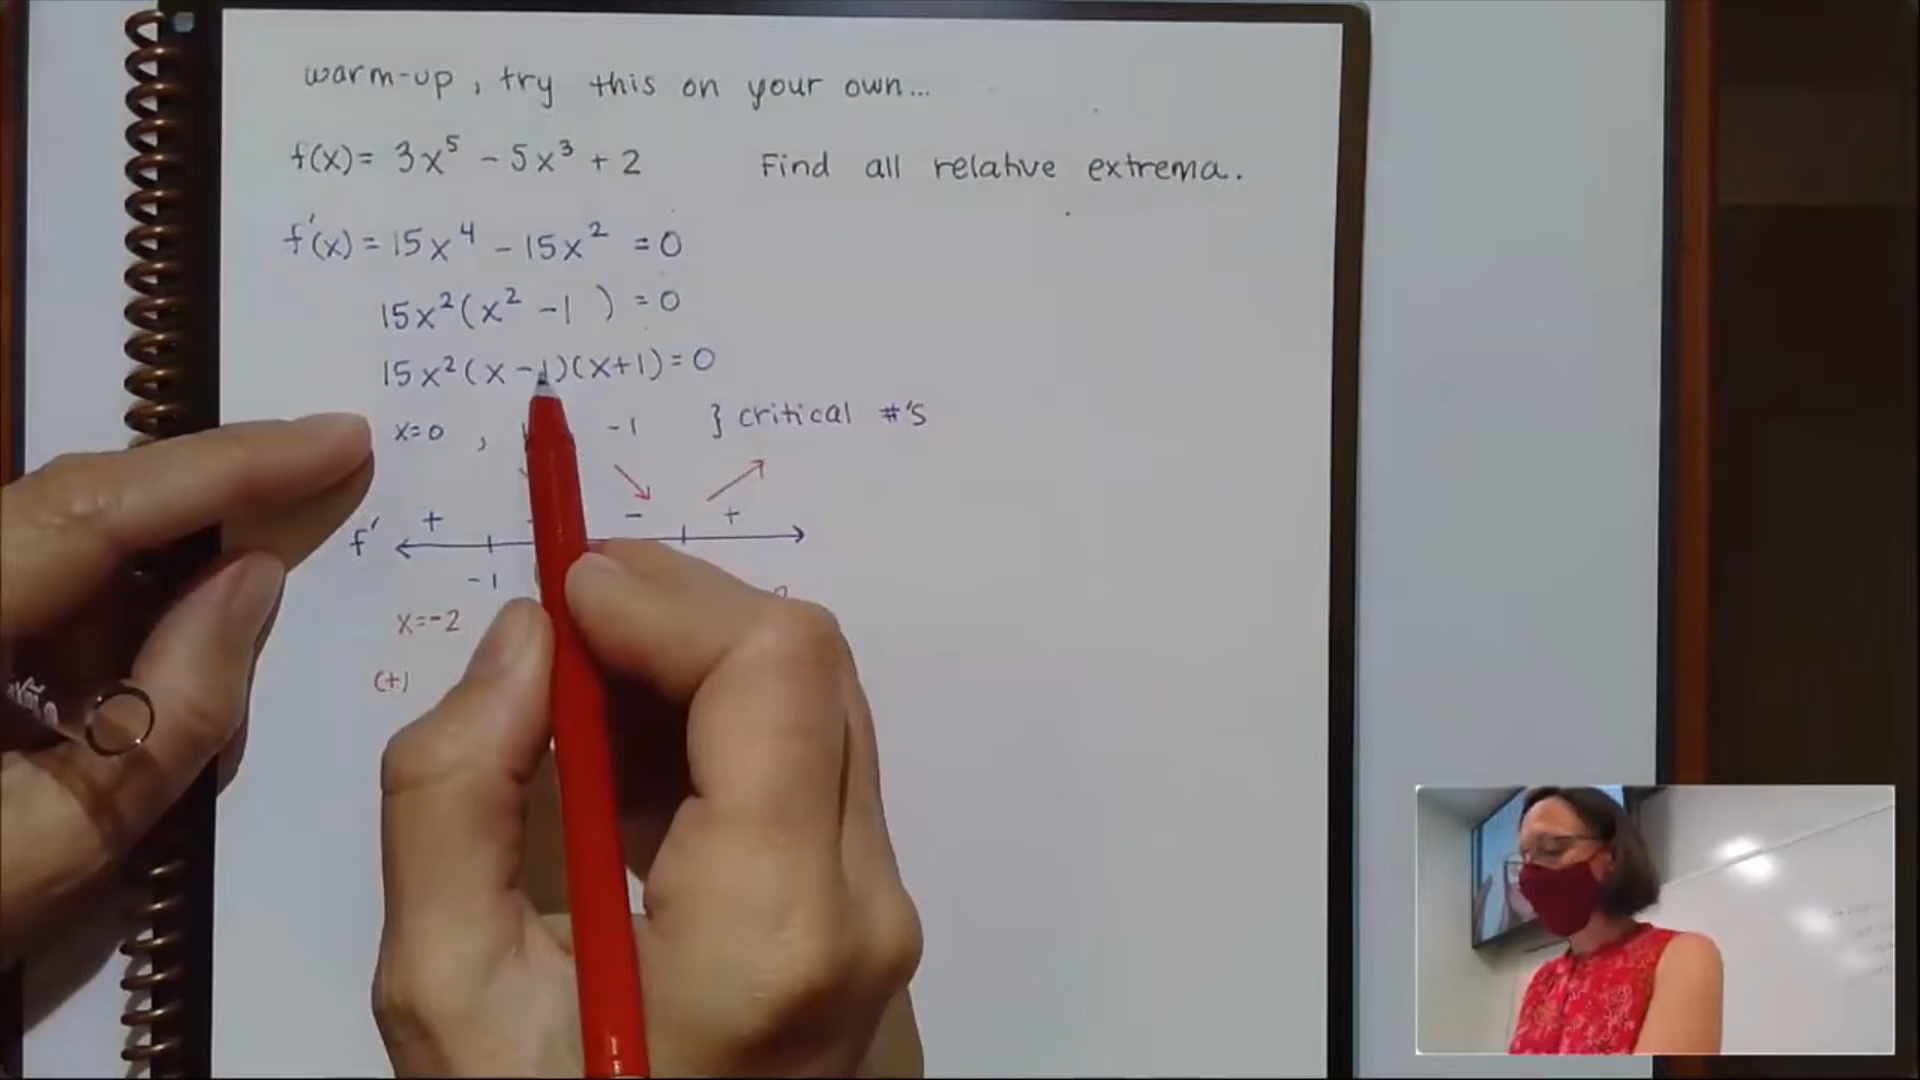 warm-up, try this on your own...
f(x) = 3x⁵ - 5x³ + 2 Find all relative extrema.
f'(x) = 15x⁴ - 15x² = 0
15x²(x² -1 ) = 0
15x²(x -1)(x+1) = 0
x=0 , -1 } critical #'s
+ - +
f'
-1
x=-2
(+)